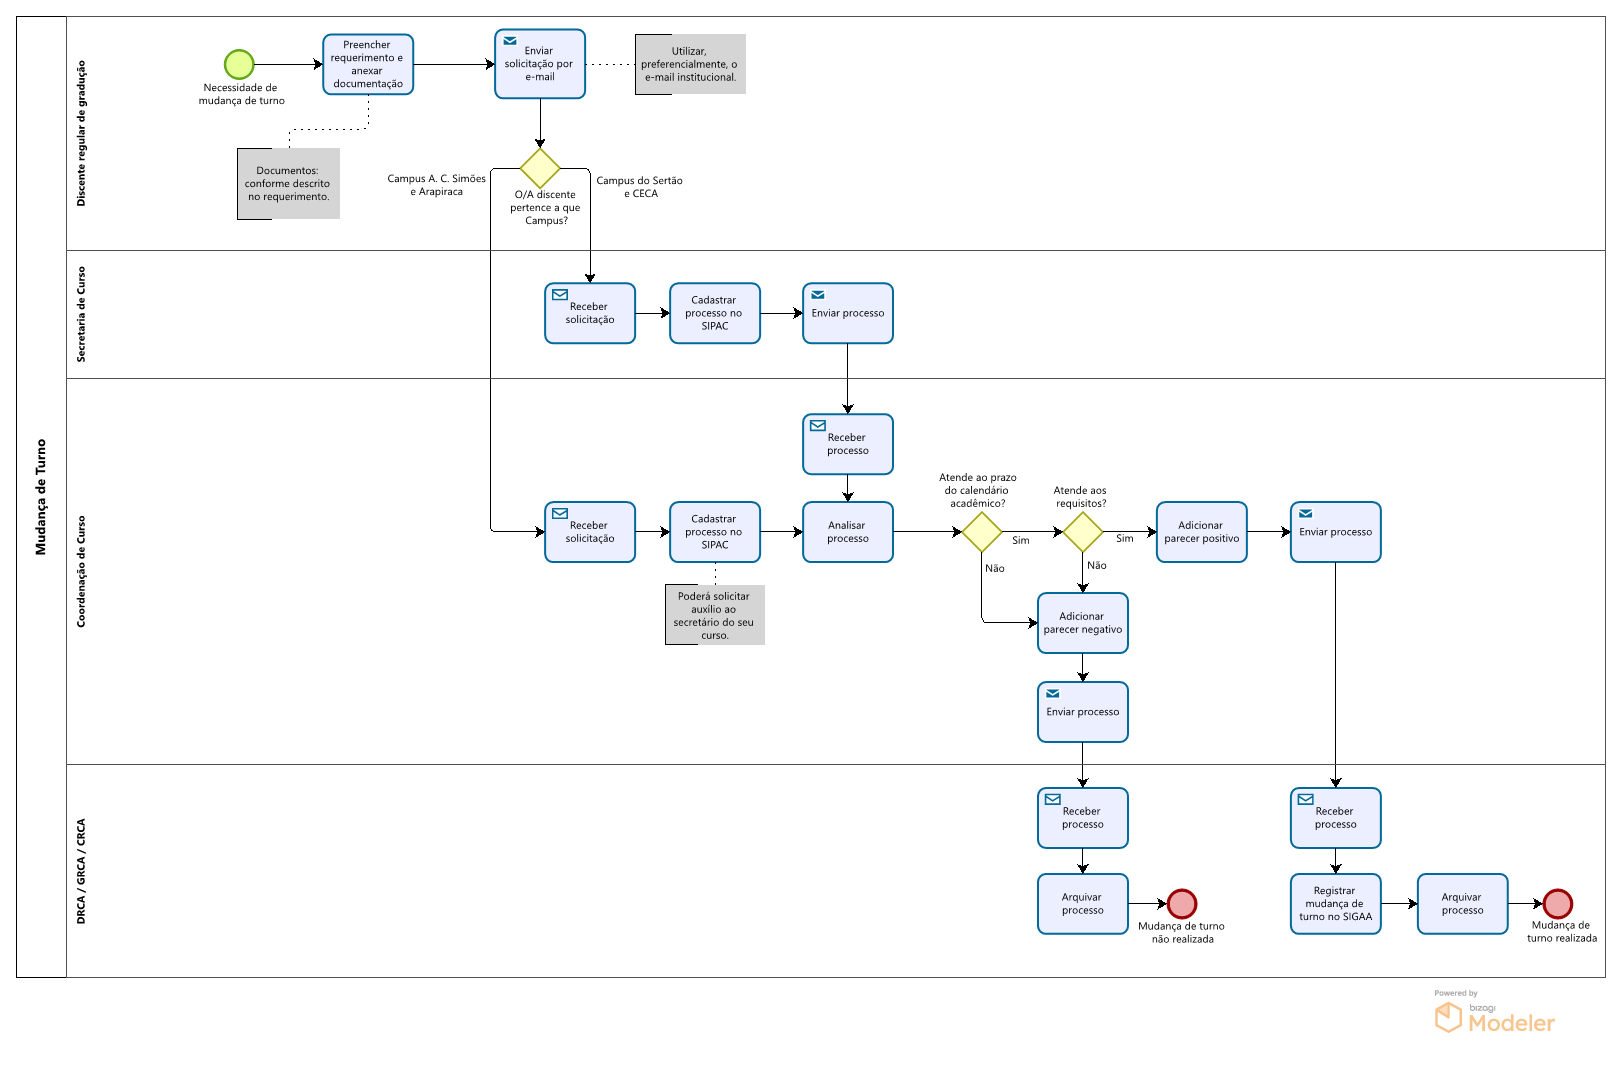 Mudança de Turno
Discente regular de gradução
Necessidade de
mudança de turno
Preencher
requerimento e
anexar
documentação
Enviar
solicitação por
e-mail
Utilizar,
preferencialmente, o
e-mail institucional.
Documentos:
conforme descrito
no requerimento.
Campus A. C. Simões
e Arapiraca
O/A discente
pertence a que
Campus?
Campus do Sertão
e CECA
Secretaria de Curso
Receber
solicitação
Cadastrar
processo no
SIPAC
Enviar processo
Coordenação de Curso
Receber
processo
Receber
solicitação
Cadastrar
processo no
SIPAC
Poderá solicitar
auxílio ao
secretário do seu
curso.
Analisar
processo
Atende ao prazo
do calendário
acadêmico?
Sim
Não
Atende aos
requisitos?
Sim
Não
Adicionar
parecer positivo
Enviar processo
Adicionar
parecer negativo
Enviar processo
DRCA / GRCA / CRCA
Receber
processo
Arquivar
processo
Mudança de turno
não realizada
Receber
processo
Registrar
mudança de
turno no SIGAA
Arquivar
processo
Mudança de
turno realizada
Powered by
bizagi
Modeler